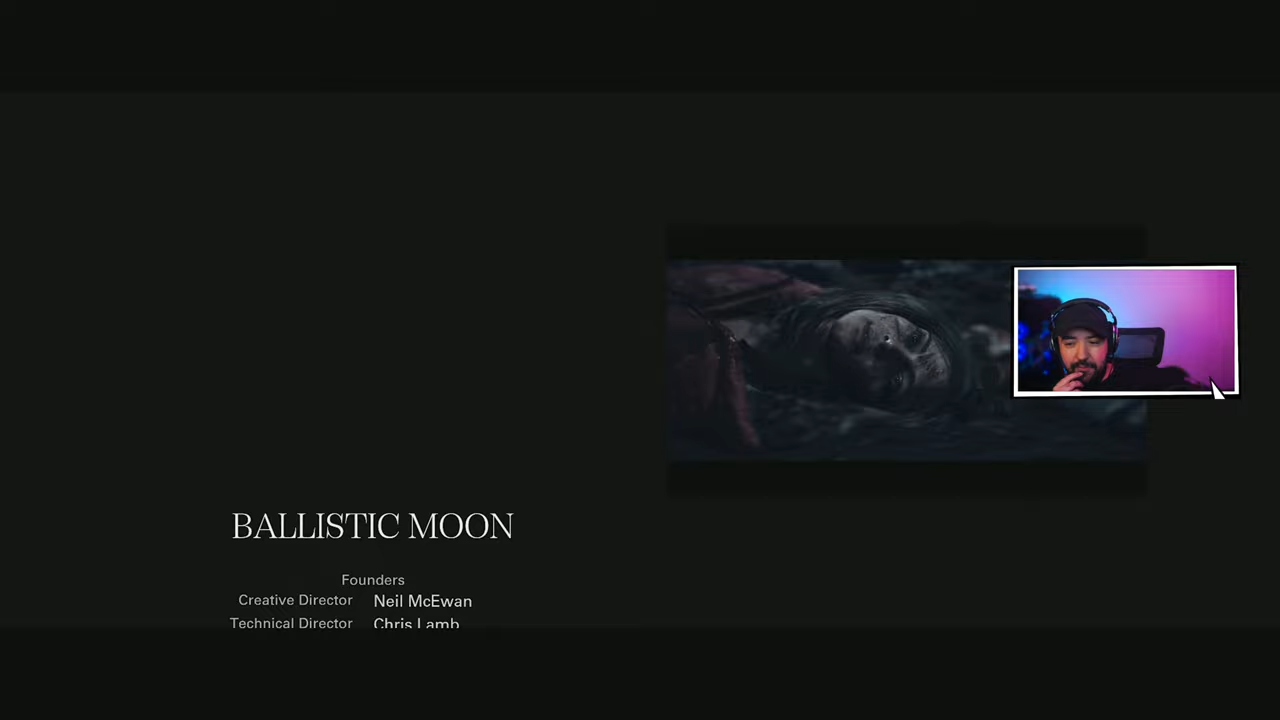 BALLISTIC MOON
Founders
Creative Director Neil McEwan
Technical Director Chris Lamb